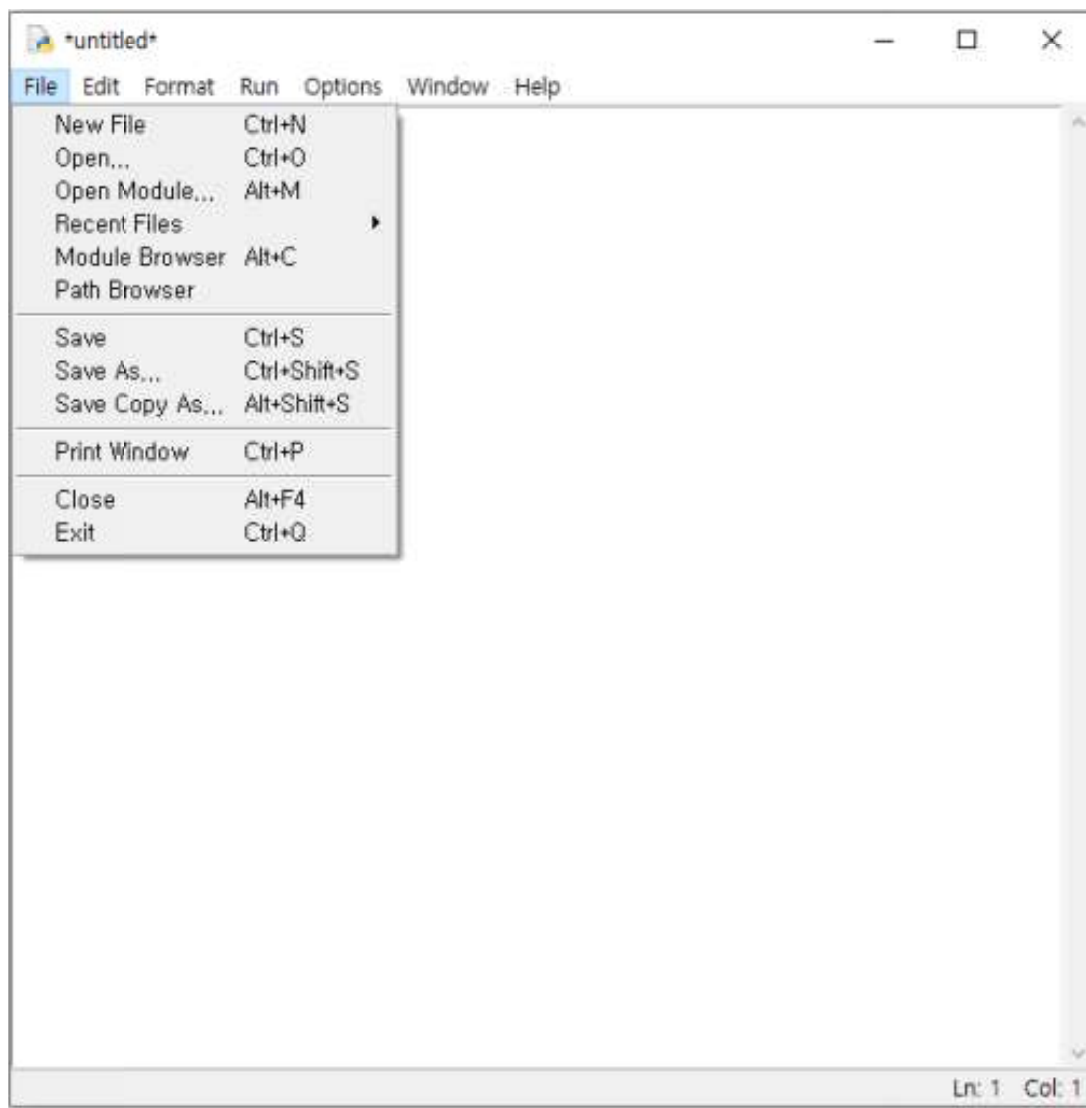 *untitled*
File Edit Format Run Options Window Help
New File Ctrl+N
Open... Ctrl+O
Open Module... Alt+M
Recent Files
Module Browser Alt+C
Path Browser
Save Ctrl+S
Save As... Ctrl+Shift+S
Save Copy As... Alt+Shift+S
Print Window Ctrl+P
Close Alt+F4
Exit Ctrl+Q
Ln: 1 Col: 1